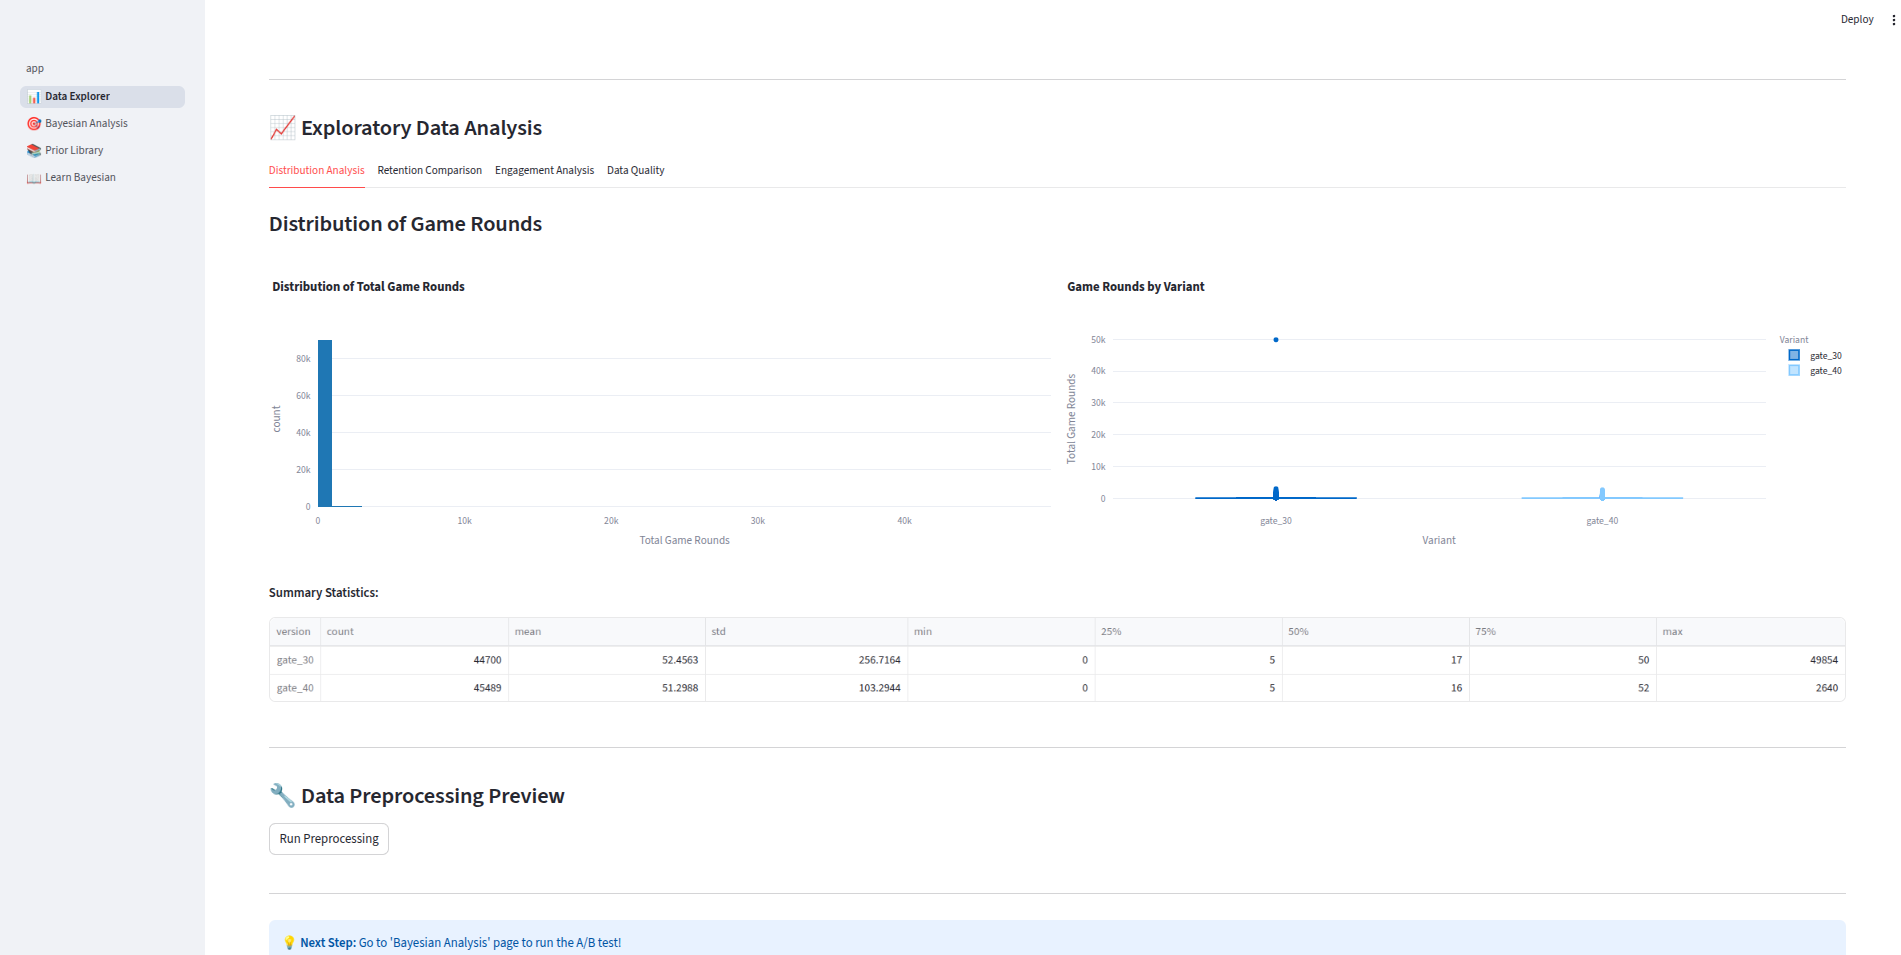 Deploy
app
Data Explorer
Bayesian Analysis
Prior Library
Learn Bayesian
Exploratory Data Analysis
Distribution Analysis Retention Comparison Engagement Analysis Data Quality
Distribution of Game Rounds
Distribution of Total Game Rounds
80k
60k
40k
20k
0
count
0 10k 20k 30k 40k
Total Game Rounds
Game Rounds by Variant
50k
40k
30k
20k
10k
0
Total Game Rounds
gate_30 gate_40
Variant
Variant
gate_30
gate_40
Summary Statistics:
version count mean std min 25% 50% 75% max
gate_30 44700 52.4563 256.7164 0 5 17 50 49854
gate_40 45489 51.2988 103.2944 0 5 16 52 2640
Data Preprocessing Preview
Run Preprocessing
Next Step: Go to 'Bayesian Analysis' page to run the A/B test!